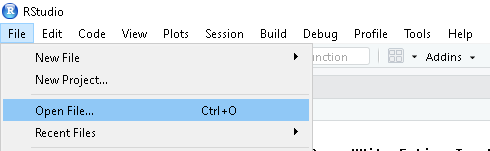 RStudio
File Edit Code View Plots Session Build Debug Profile Tools Help
New File function Addins
New Project...
Open File... Ctrl+O
Recent Files